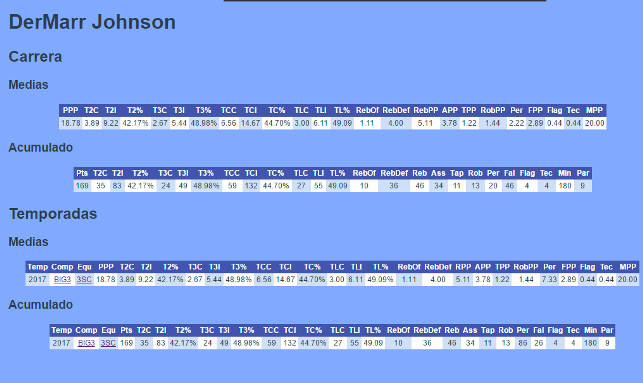 DerMarr Johnson
Carrera
Medias
PPP T2C T2I T2% T3C T3I T3% TCC TCI TC% TLC TLI TL% RebOf RebDef RebPP APP TPP RobPP Per FPP Flag Tec MPP
18.78 3.89 9.22 42.17% 2.67 5.44 48.98% 6.56 14.67 44.70% 3.00 6.11 49.09 1.11 4.00 5.11 3.78 1.22 1.44 2.22 2.89 0.44 0.44 20.00
Acumulado
Pts T2C T2I T2% T3C T3I T3% TCC TCI TC% TLC TLI TL% RebOf RebDef Reb Ass Tap Rob Per Fal Flag Tec Min Par
169 35 83 42.17% 24 49 48.98% 59 132 44.70% 27 55 49.09 10 36 46 34 11 13 20 46 4 4 180 9
Temporadas
Medias
Temp Comp Equ PPP T2C T2I T2% T3C T3I T3% TCC TCI TC% TLC TLI TL% RebOf RebDef RPP APP TPP RobPP Per FPP Flag Tec MPP
2017 BIG3 3SC 18.78 3.89 9.22 42.17% 2.67 5.44 48.98% 6.56 14.67 44.70% 3.00 6.11 49.09% 1.11 4.00 5.11 3.78 1.22 1.44 7.33 2.89 0.44 0.44 20.00
Acumulado
Temp Comp Equ Pts T2C T2I T2% T3C T3I T3% TCC TCI TC% TLC TLI TL% RebOf RebDef Reb Ass Tap Rob Per Fal Flag Tec Min Par
2017 BIG3 3SC 169 35 83 42.17% 24 49 48.98% 59 132 44.70% 27 55 49.09 10 36 46 34 11 13 86 26 4 4 180 9